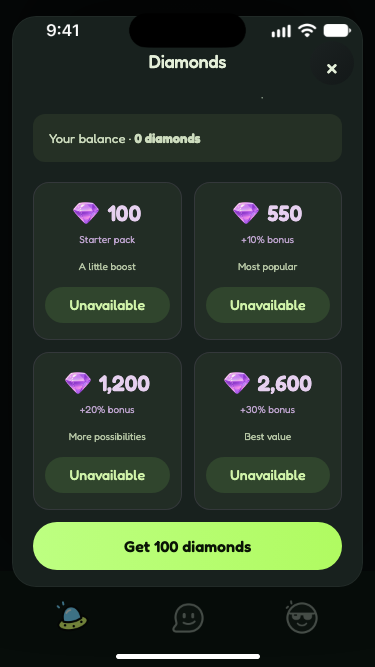 9:41
Diamonds
Your balance · 0 diamonds
100
Starter pack
A little boost
Unavailable
550
+10% bonus
Most popular
Unavailable
1,200
+20% bonus
More possibilities
Unavailable
2,600
+30% bonus
Best value
Unavailable
Get 100 diamonds